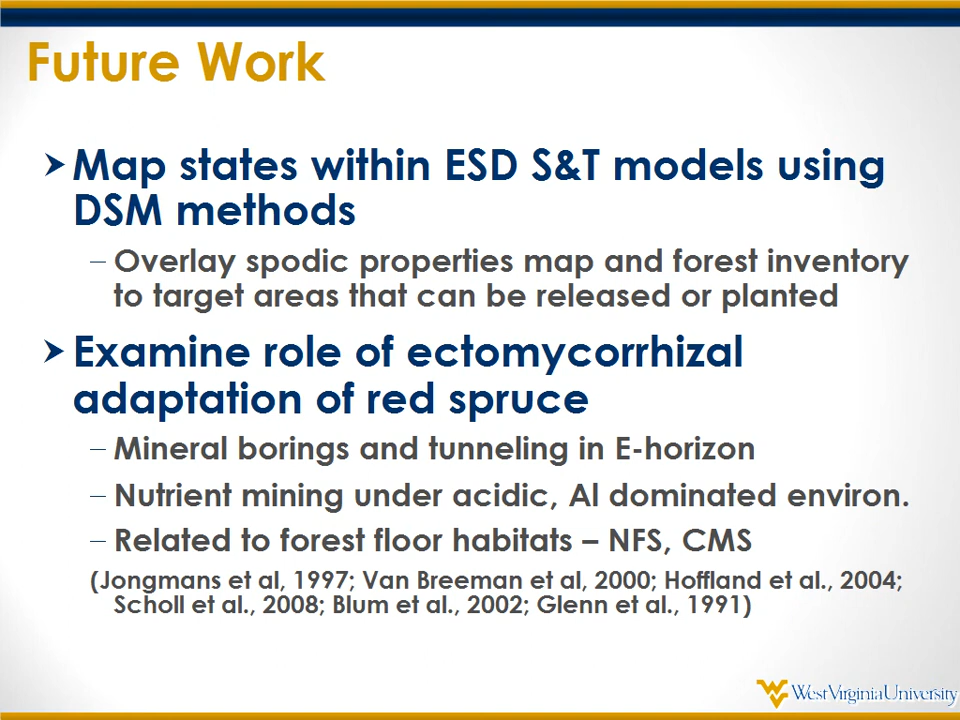 Future Work
Map states within ESD S&T models using
DSM methods
– Overlay spodic properties map and forest inventory
to target areas that can be released or planted
Examine role of ectomycorrhizal
adaptation of red spruce
– Mineral borings and tunneling in E-horizon
– Nutrient mining under acidic, Al dominated environ.
– Related to forest floor habitats – NFS, CMS
(Jongmans et al, 1997; Van Breeman et al, 2000; Hoffland et al., 2004;
Scholl et al., 2008; Blum et al., 2002; Glenn et al., 1991)
WestVirginiaUniversity